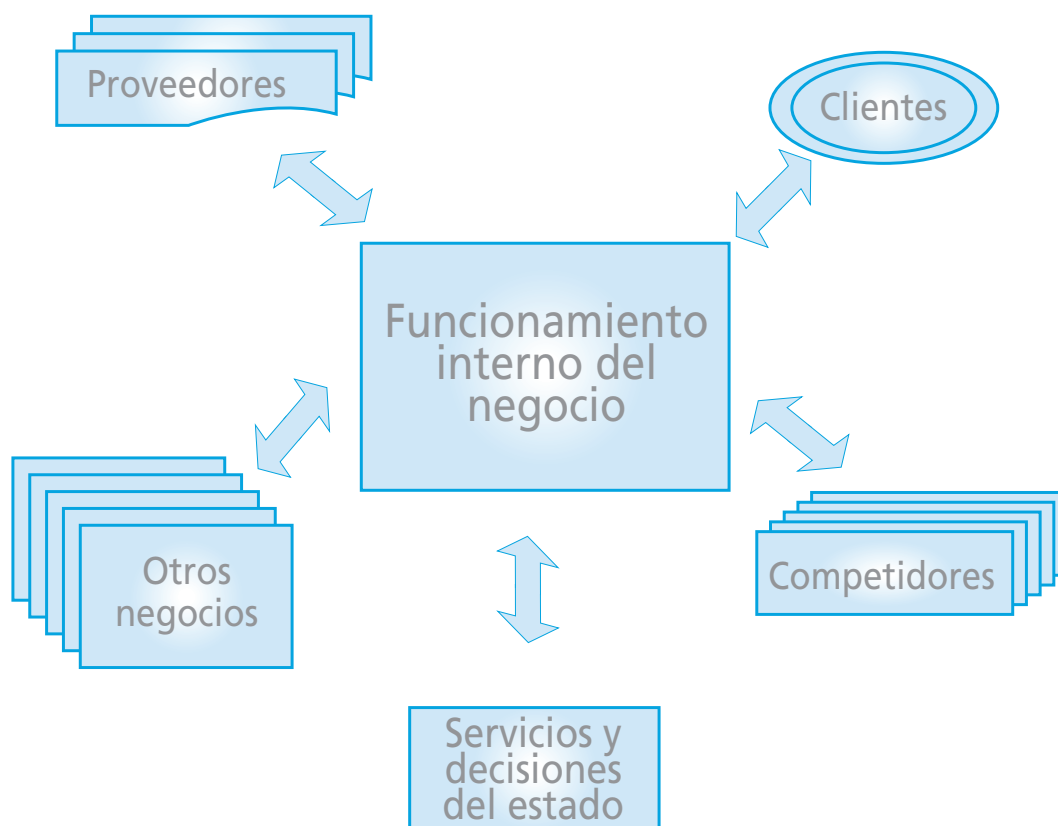 Proveedores
Clientes
Funcionamiento
interno del
negocio
Otros
negocios
Competidores
Servicios y
decisiones
del estado